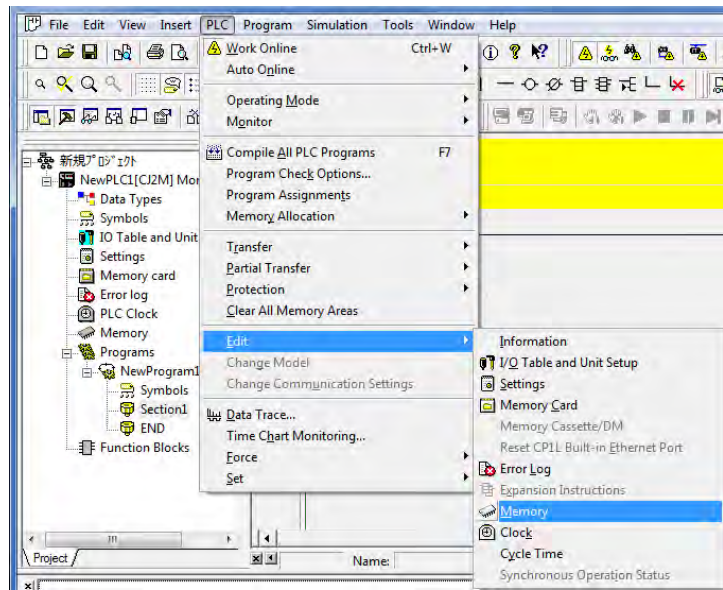 File Edit View Insert PLC Program Simulation Tools Window Help
Work Online Ctrl+W
Auto Online
Operating Mode
Monitor
Compile All PLC Programs F7
Program Check Options...
Program Assignments
Memory Allocation
Transfer
Partial Transfer
Protection
Clear All Memory Areas
Edit
Change Model
Change Communication Settings
Data Trace...
Time Chart Monitoring...
Force
Set
新規プロジェクト
NewPLC1[CJ2M] Mor
Data Types
Symbols
IO Table and Unit
Settings
Memory card
Error log
PLC Clock
Memory
Programs
NewProgram1
Symbols
Section1
END
Function Blocks
Project
Name:
Information
I/O Table and Unit Setup
Settings
Memory Card
Memory Cassette/DM
Reset CP1L Built-in Ethernet Port
Error Log
Expansion Instructions
Memory
Clock
Cycle Time
Synchronous Operation Status